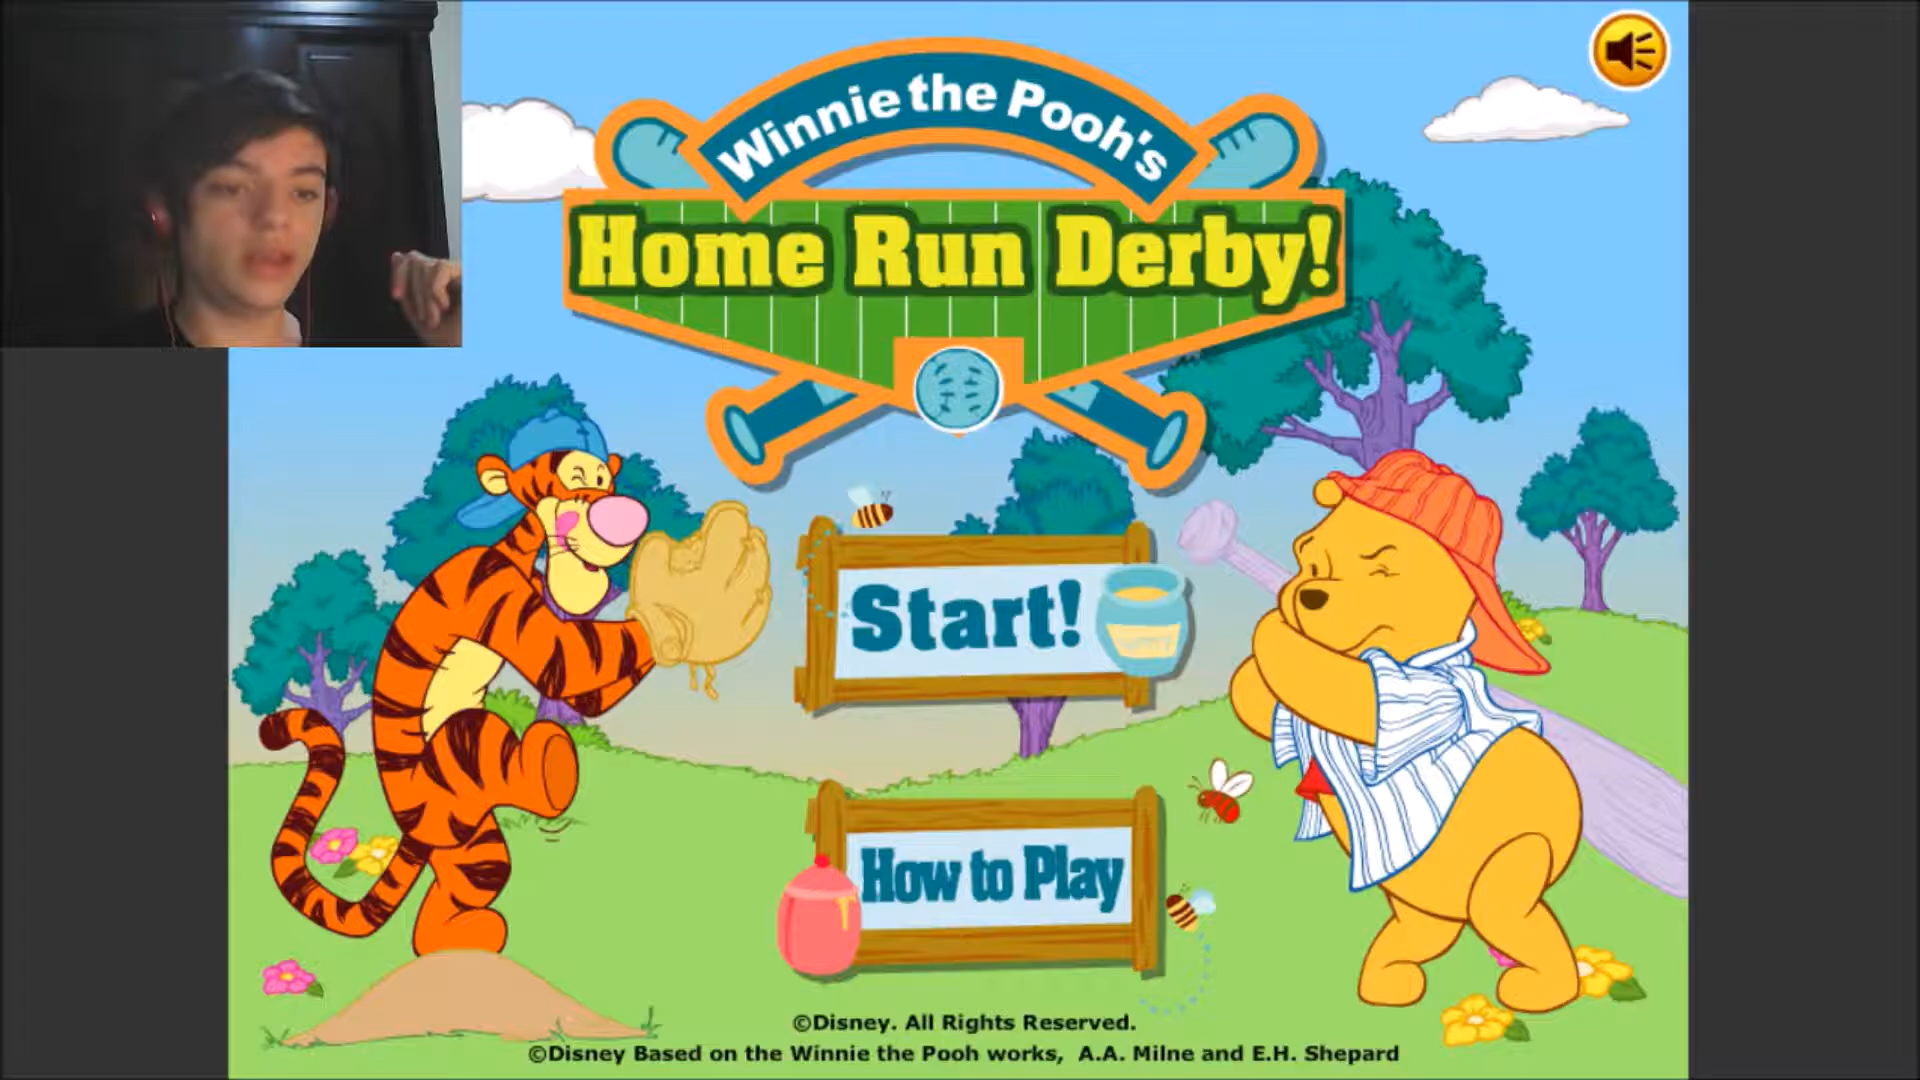 Winnie the Pooh's
Home Run Derby!
Start!
How to Play
©Disney. All Rights Reserved.
©Disney Based on the Winnie the Pooh works, A.A. Milne and E.H. Shepard